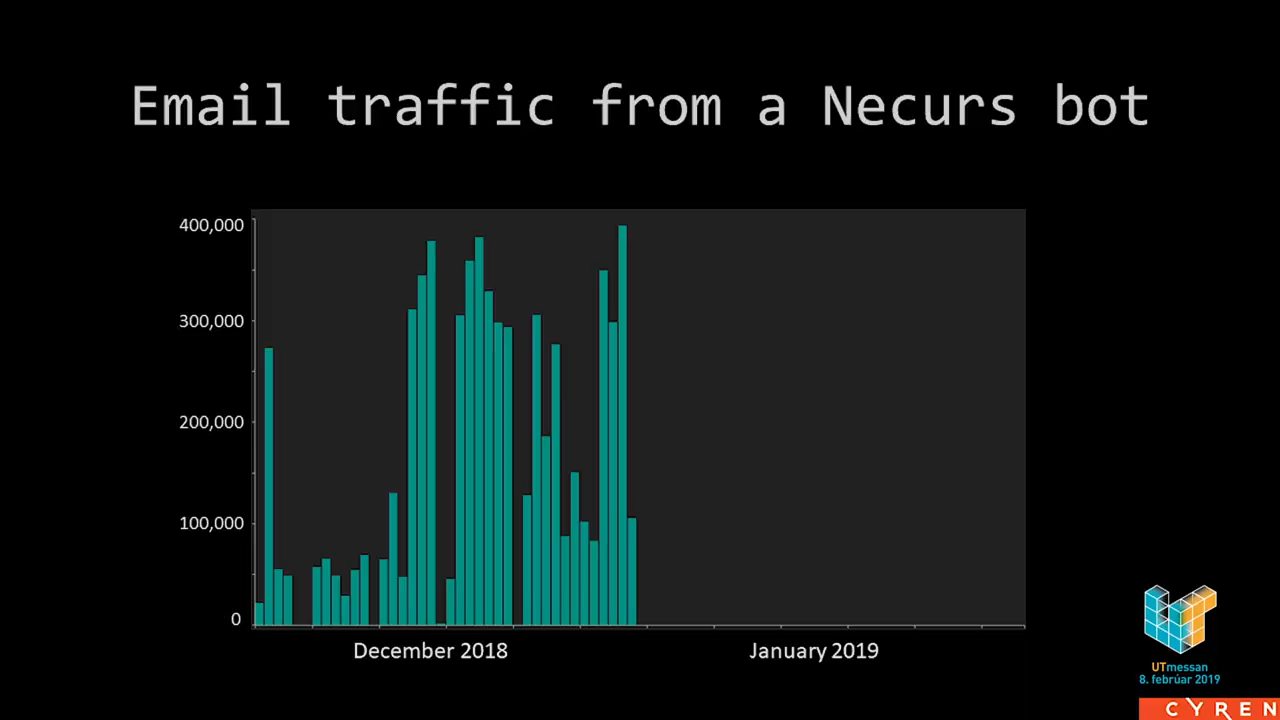 Email traffic from a Necurs bot
400,000
300,000
200,000
100,000
0
December 2018
January 2019
UTmessan
8. febrúar 2019
CYREN